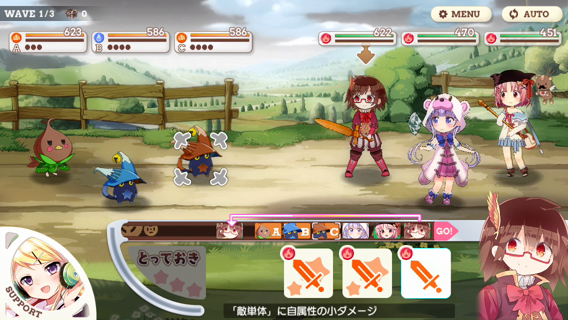 WAVE 1/3 0
MENU
AUTO
623
586
586
622
470
451
A
B
C
A B C GO!
とっておき
SUPPORT
「敵単体」に自属性の小ダメージ